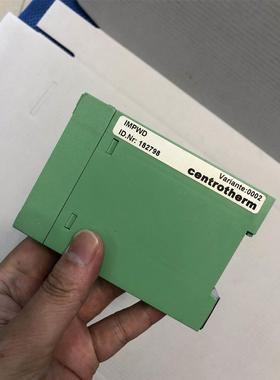 IMPWD
ID.Nr: 182798
Variante:0002
centrotherm